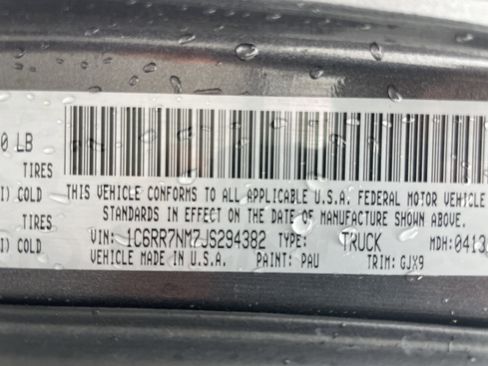 0 LB
TIRES
I) COLD THIS VEHICLE CONFORMS TO ALL APPLICABLE U.S.A. FEDERAL MOTOR VEHICLE
TIRES STANDARDS IN EFFECT ON THE DATE OF MANUFACTURE SHOWN ABOVE.
I) COLD VIN: 1C6RR7NM7JS294382 TYPE: TRUCK MDH: 0413
VEHICLE MADE IN U.S.A. PAINT: PAU TRIM: GJX9